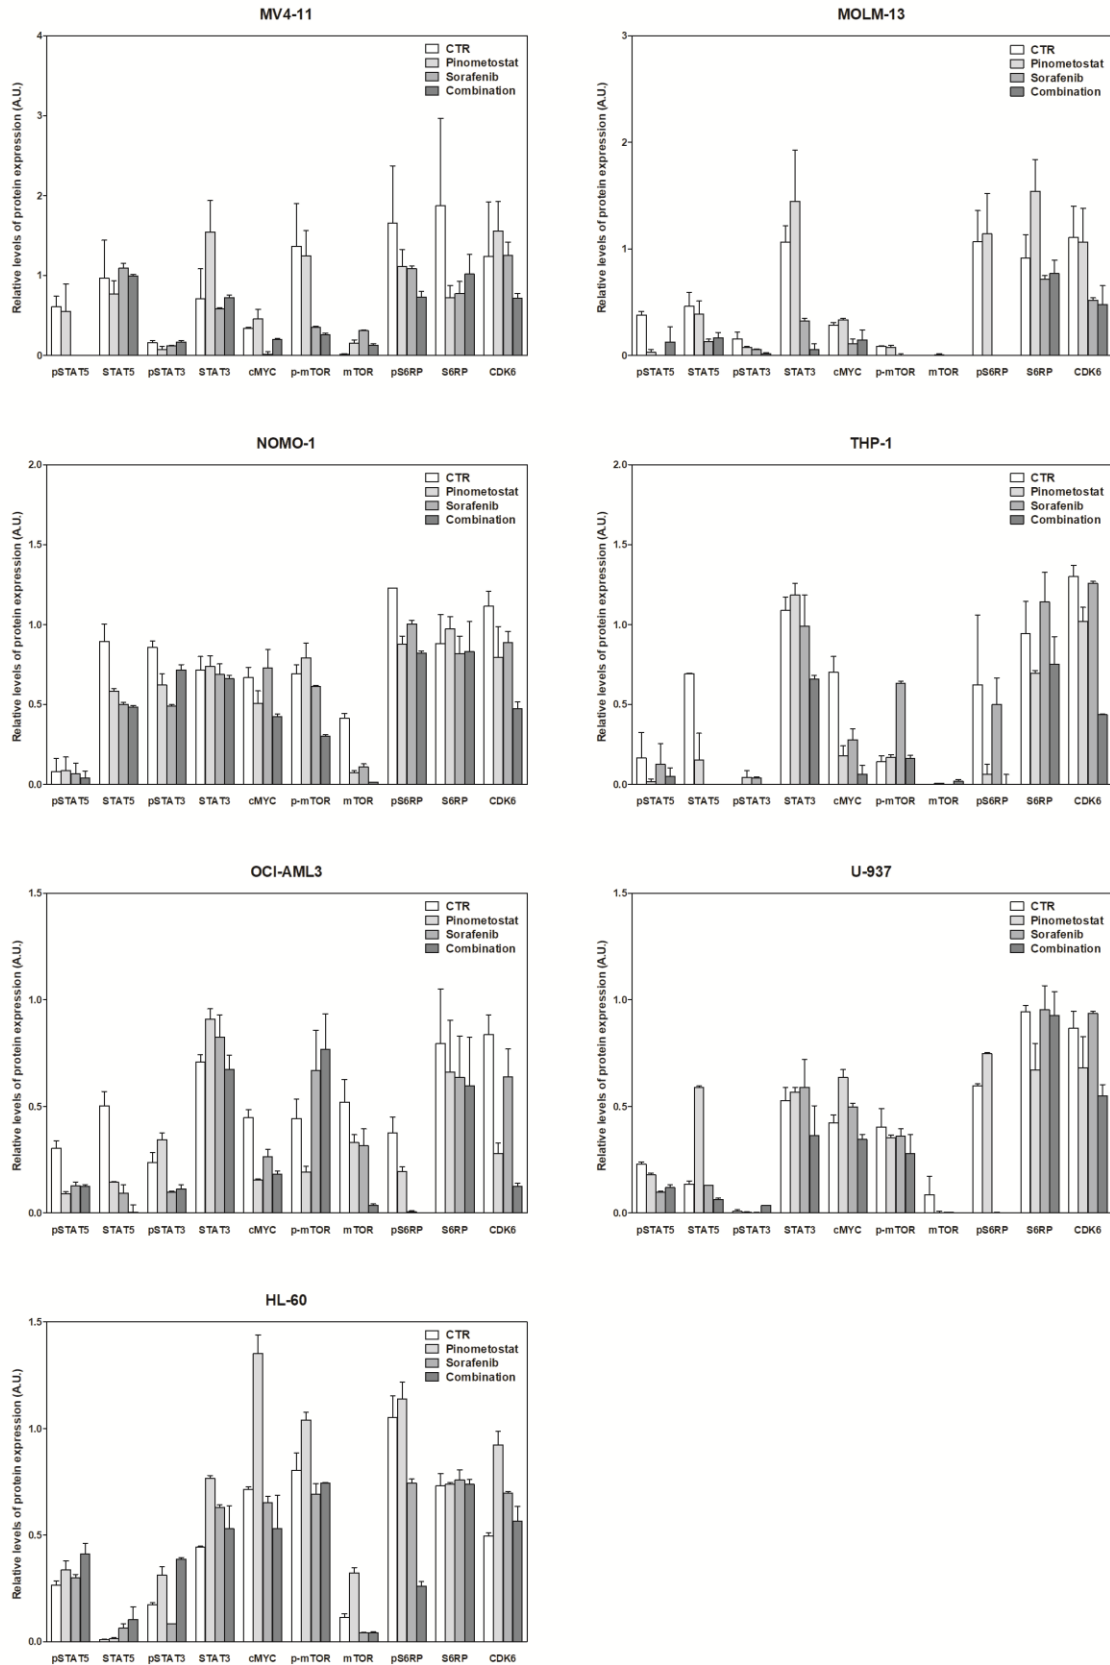 MV4-11
Relative levels of protein expression (A.U.)
4
3
2
1
0
CTR
Pinometostat
Sorafenib
Combination
pSTAT5 STAT5 pSTAT3 STAT3 cMYC p-mTOR mTOR pS6RP S6RP CDK6
MOLM-13
Relative levels of protein expression (A.U.)
3
2
1
0
CTR
Pinometostat
Sorafenib
Combination
pSTAT5 STAT5 pSTAT3 STAT3 cMYC p-mTOR mTOR pS6RP S6RP CDK6
NOMO-1
Relative levels of protein expression (A.U.)
2.0
1.5
1.0
0.5
0.0
CTR
Pinometostat
Sorafenib
Combination
pSTAT5 STAT5 pSTAT3 STAT3 cMYC p-mTOR mTOR pS6RP S6RP CDK6
THP-1
Relative levels of protein expression (A.U.)
2.0
1.5
1.0
0.5
0.0
CTR
Pinometostat
Sorafenib
Combination
pSTAT5 STAT5 pSTAT3 STAT3 cMYC p-mTOR mTOR pS6RP S6RP CDK6
OCI-AML3
Relative levels of protein expression (A.U.)
1.5
1.0
0.5
0.0
CTR
Pinometostat
Sorafenib
Combination
pSTAT5 STAT5 pSTAT3 STAT3 cMYC p-mTOR mTOR pS6RP S6RP CDK6
U-937
Relative levels of protein expression (A.U.)
1.5
1.0
0.5
0.0
CTR
Pinometostat
Sorafenib
Combination
pSTAT5 STAT5 pSTAT3 STAT3 cMYC p-mTOR mTOR pS6RP S6RP CDK6
HL-60
Relative levels of protein expression (A.U.)
1.5
1.0
0.5
0.0
CTR
Pinometostat
Sorafenib
Combination
pSTAT5 STAT5 pSTAT3 STAT3 cMYC p-mTOR mTOR pS6RP S6RP CDK6